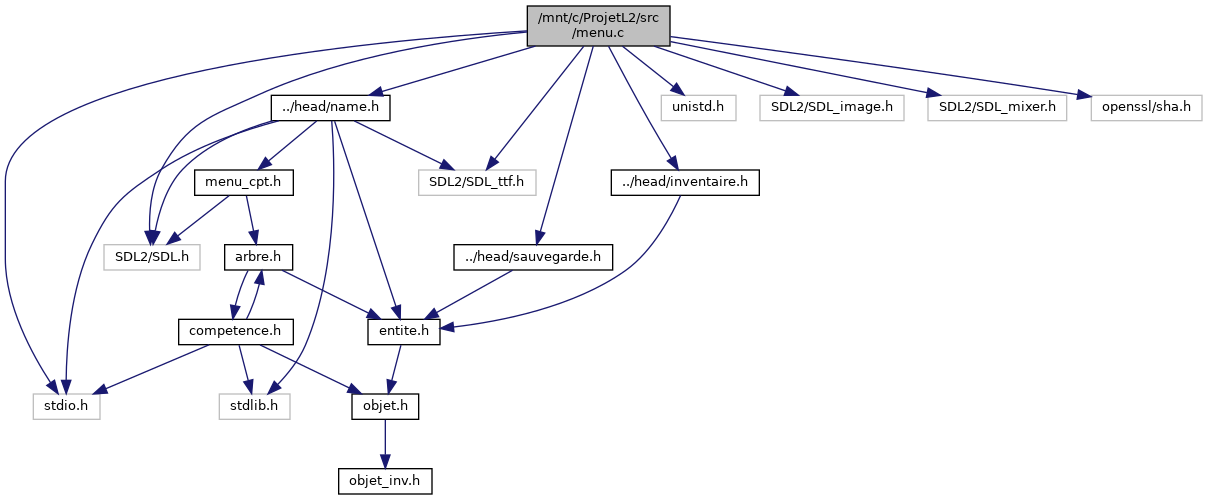 /mnt/c/ProjetL2/src
/menu.c
../head/name.h
unistd.h
SDL2/SDL_image.h
SDL2/SDL_mixer.h
openssl/sha.h
menu_cpt.h
SDL2/SDL_ttf.h
../head/inventaire.h
SDL2/SDL.h
arbre.h
../head/sauvegarde.h
competence.h
entite.h
stdio.h
stdlib.h
objet.h
objet_inv.h